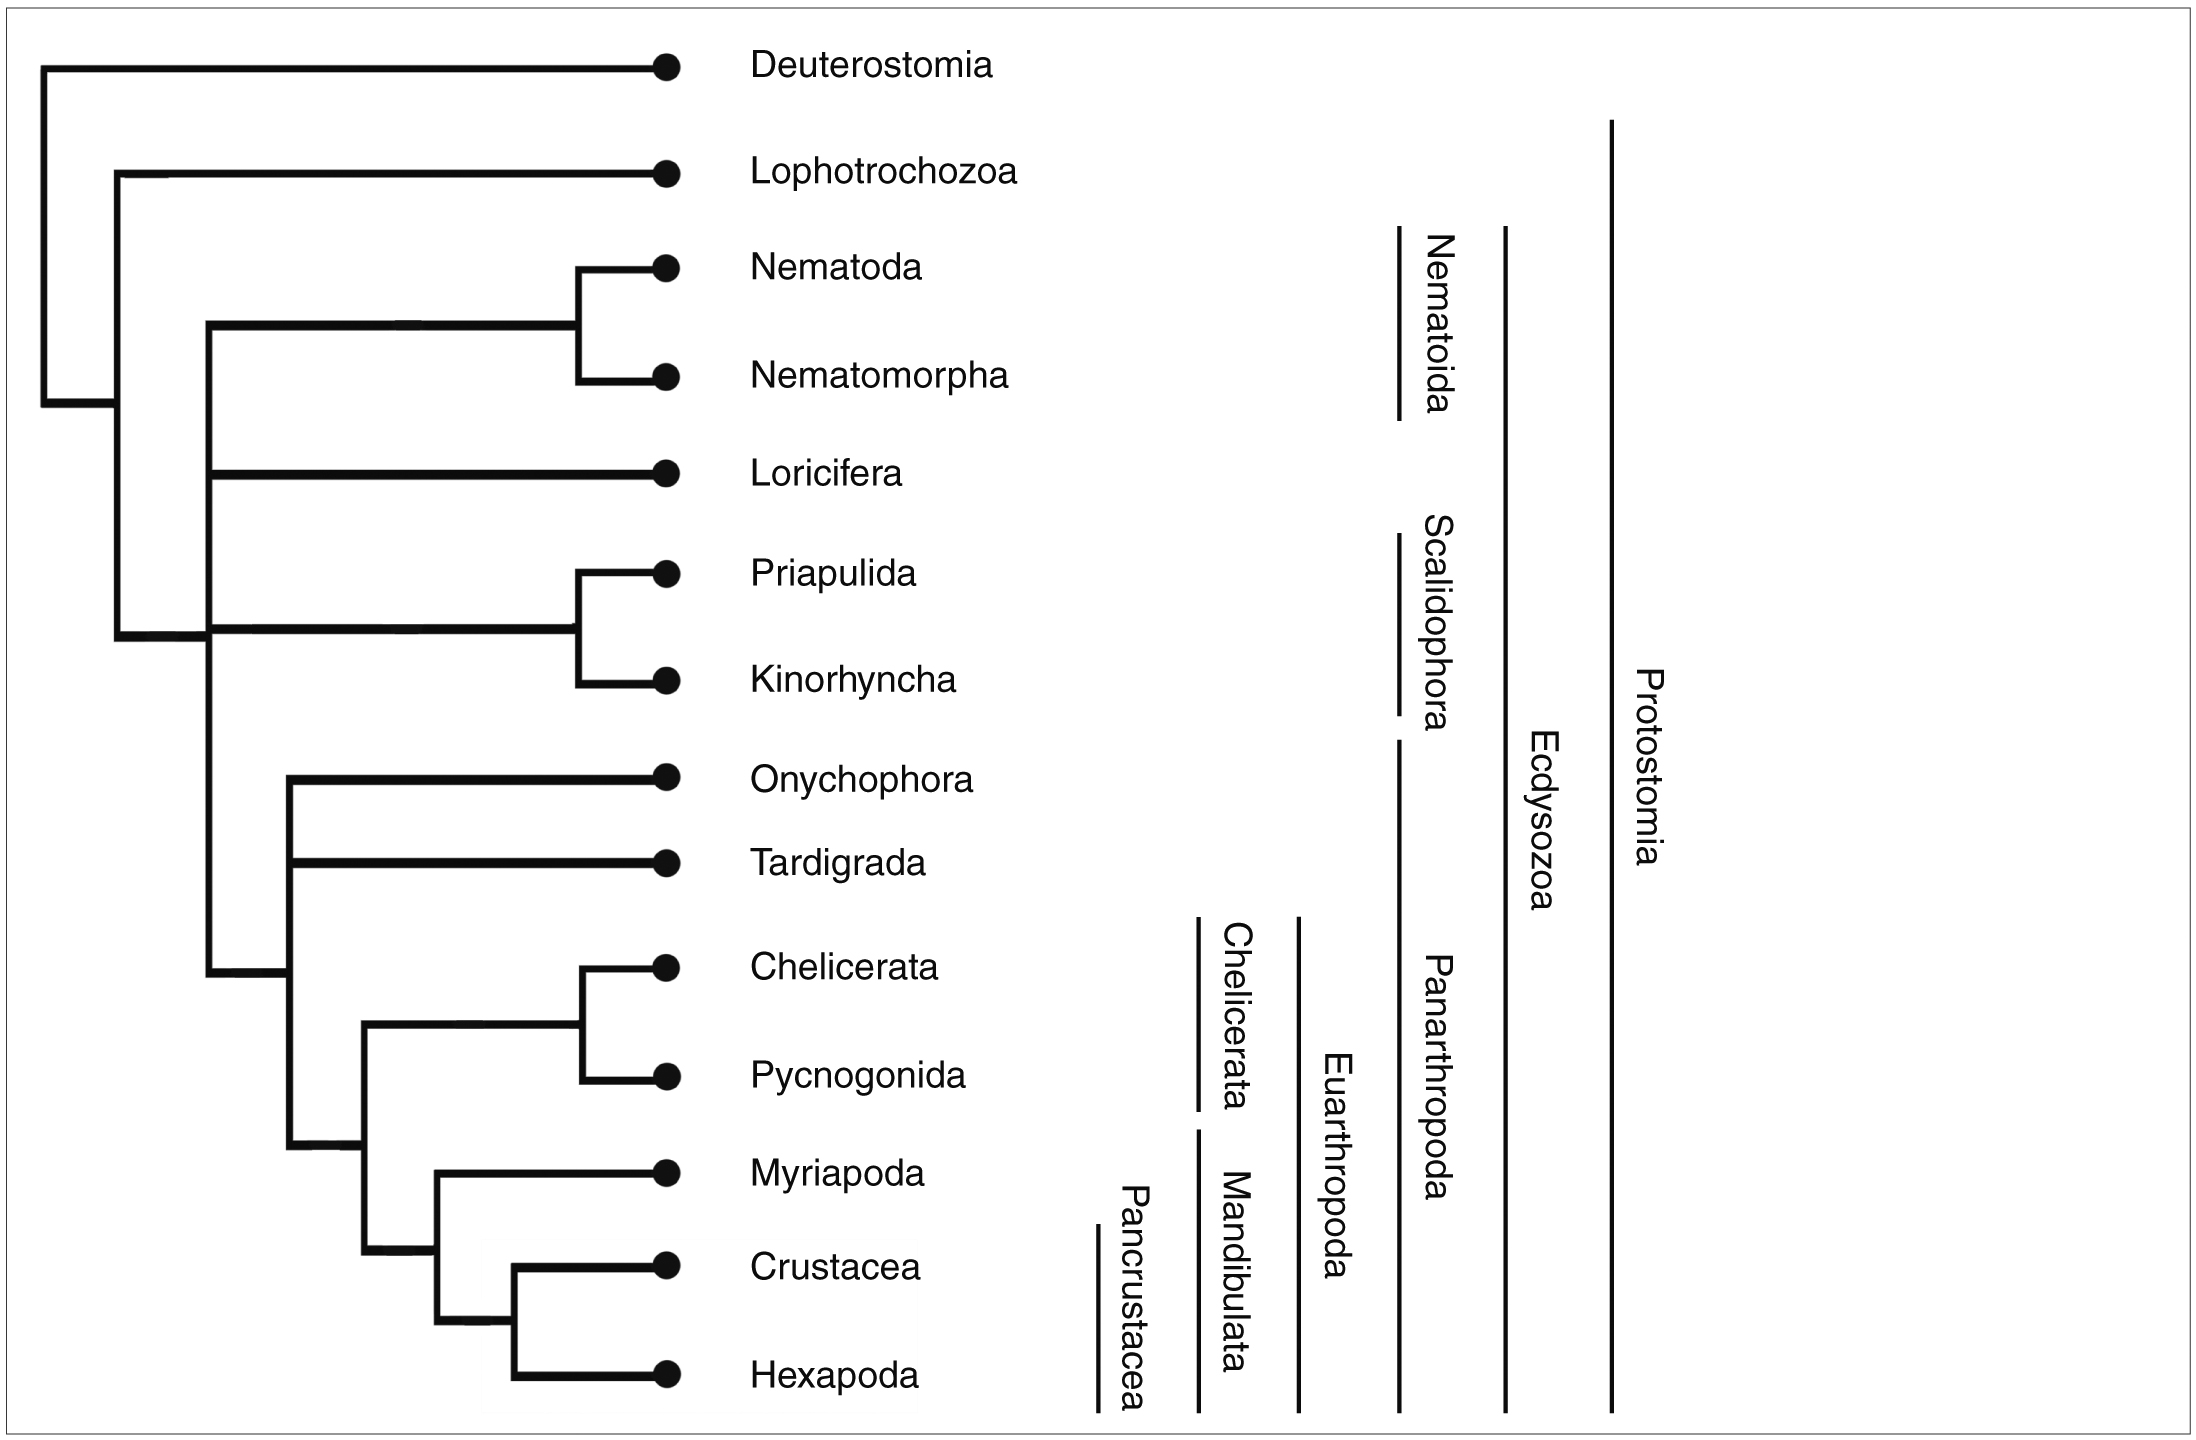 Deuterostomia
Lophotrochozoa
Nematoda
Nematomorpha
Loricifera
Priapulida
Kinorhyncha
Onychophora
Tardigrada
Chelicerata
Pycnogonida
Myriapoda
Crustacea
Hexapoda
Pancrustacea
Chelicerata
Mandibulata
Euarthropoda
Nematoida
Scalidophora
Panarthropoda
Ecdysozoa
Protostomia